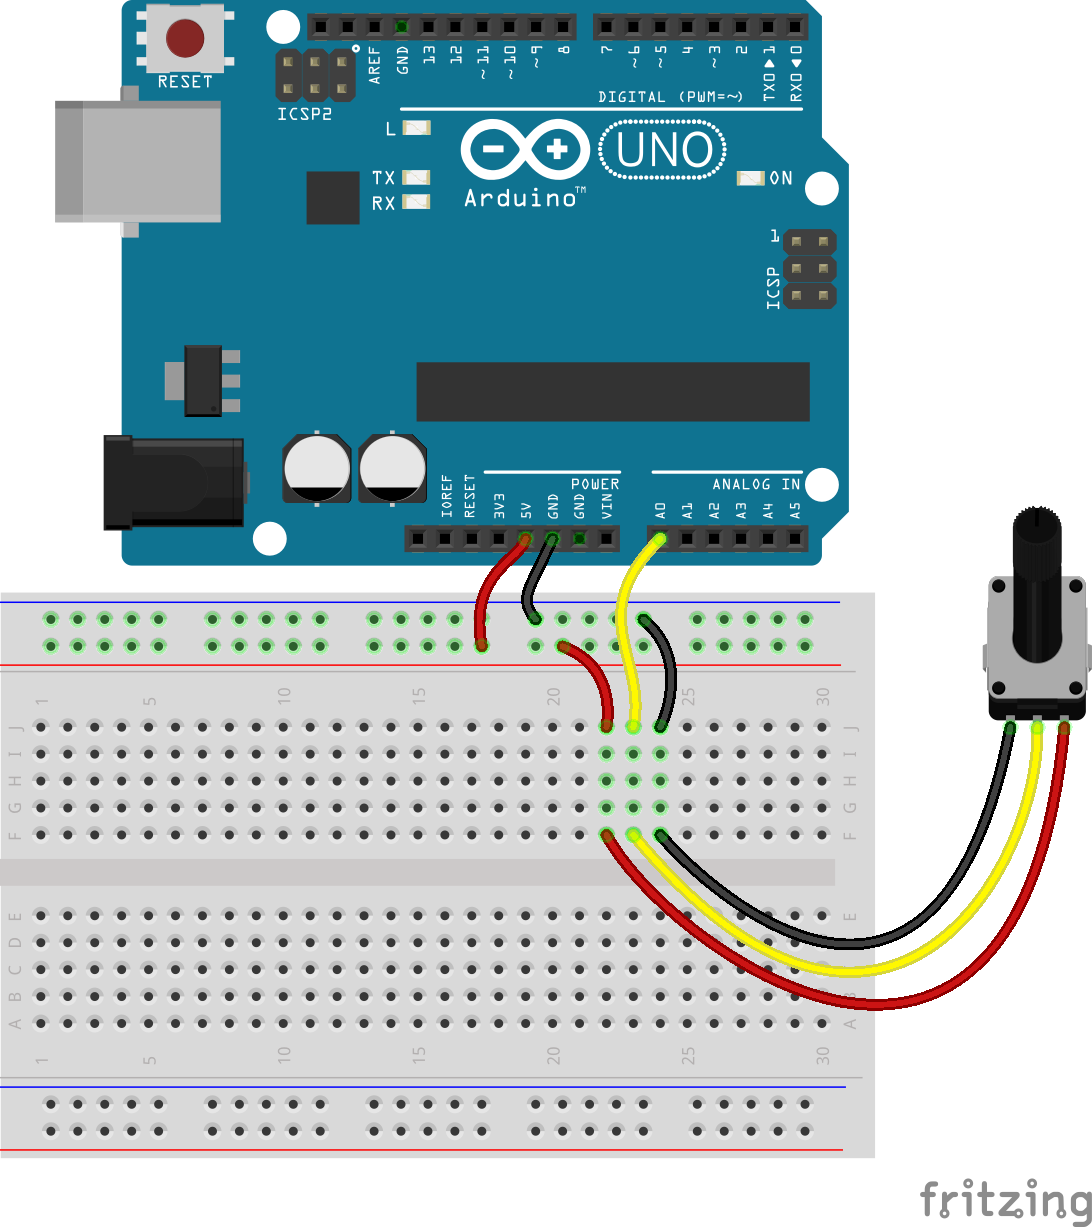 RESET
ICSP2
AREF
GND
13
12
~11
~10
~9
8
7
~6
~5
4
~3
2
TX0▶1
RX0◀0
DIGITAL (PWM=~)
L
TX
RX
Arduino™
UNO
ON
1
ICSP
POWER
ANALOG IN
IOREF
RESET
3V3
5V
GND
GND
VIN
A0
A1
A2
A3
A4
A5
1 5 10 15 20 25 30
J J
I I
H H
G G
F F
E E
D D
C
B B
A A
1 5 10 15 20 25 30
fritzing